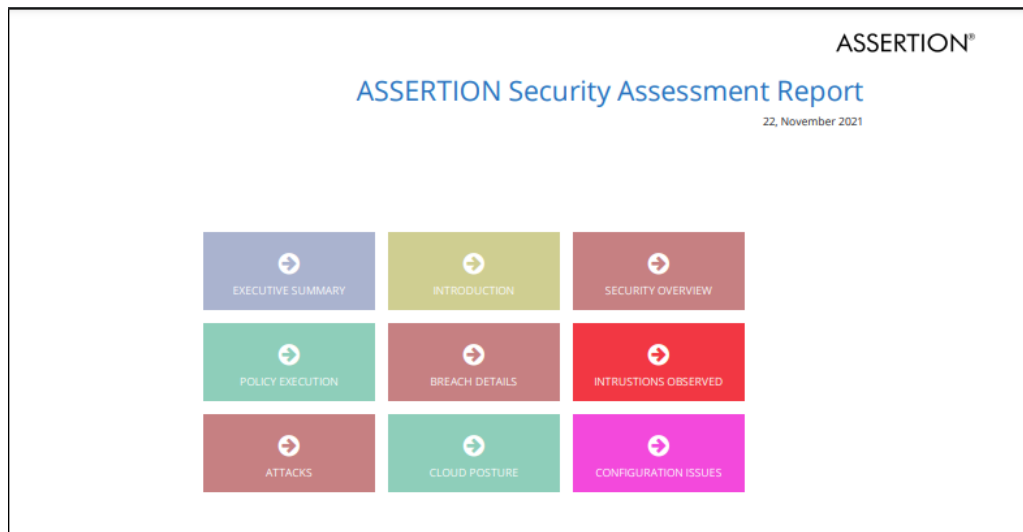 ASSERTION®
ASSERTION Security Assessment Report
22, November 2021
EXECUTIVE SUMMARY
INTRODUCTION
SECURITY OVERVIEW
POLICY EXECUTION
BREACH DETAILS
INTRUSTIONS OBSERVED
ATTACKS
CLOUD POSTURE
CONFIGURATION ISSUES